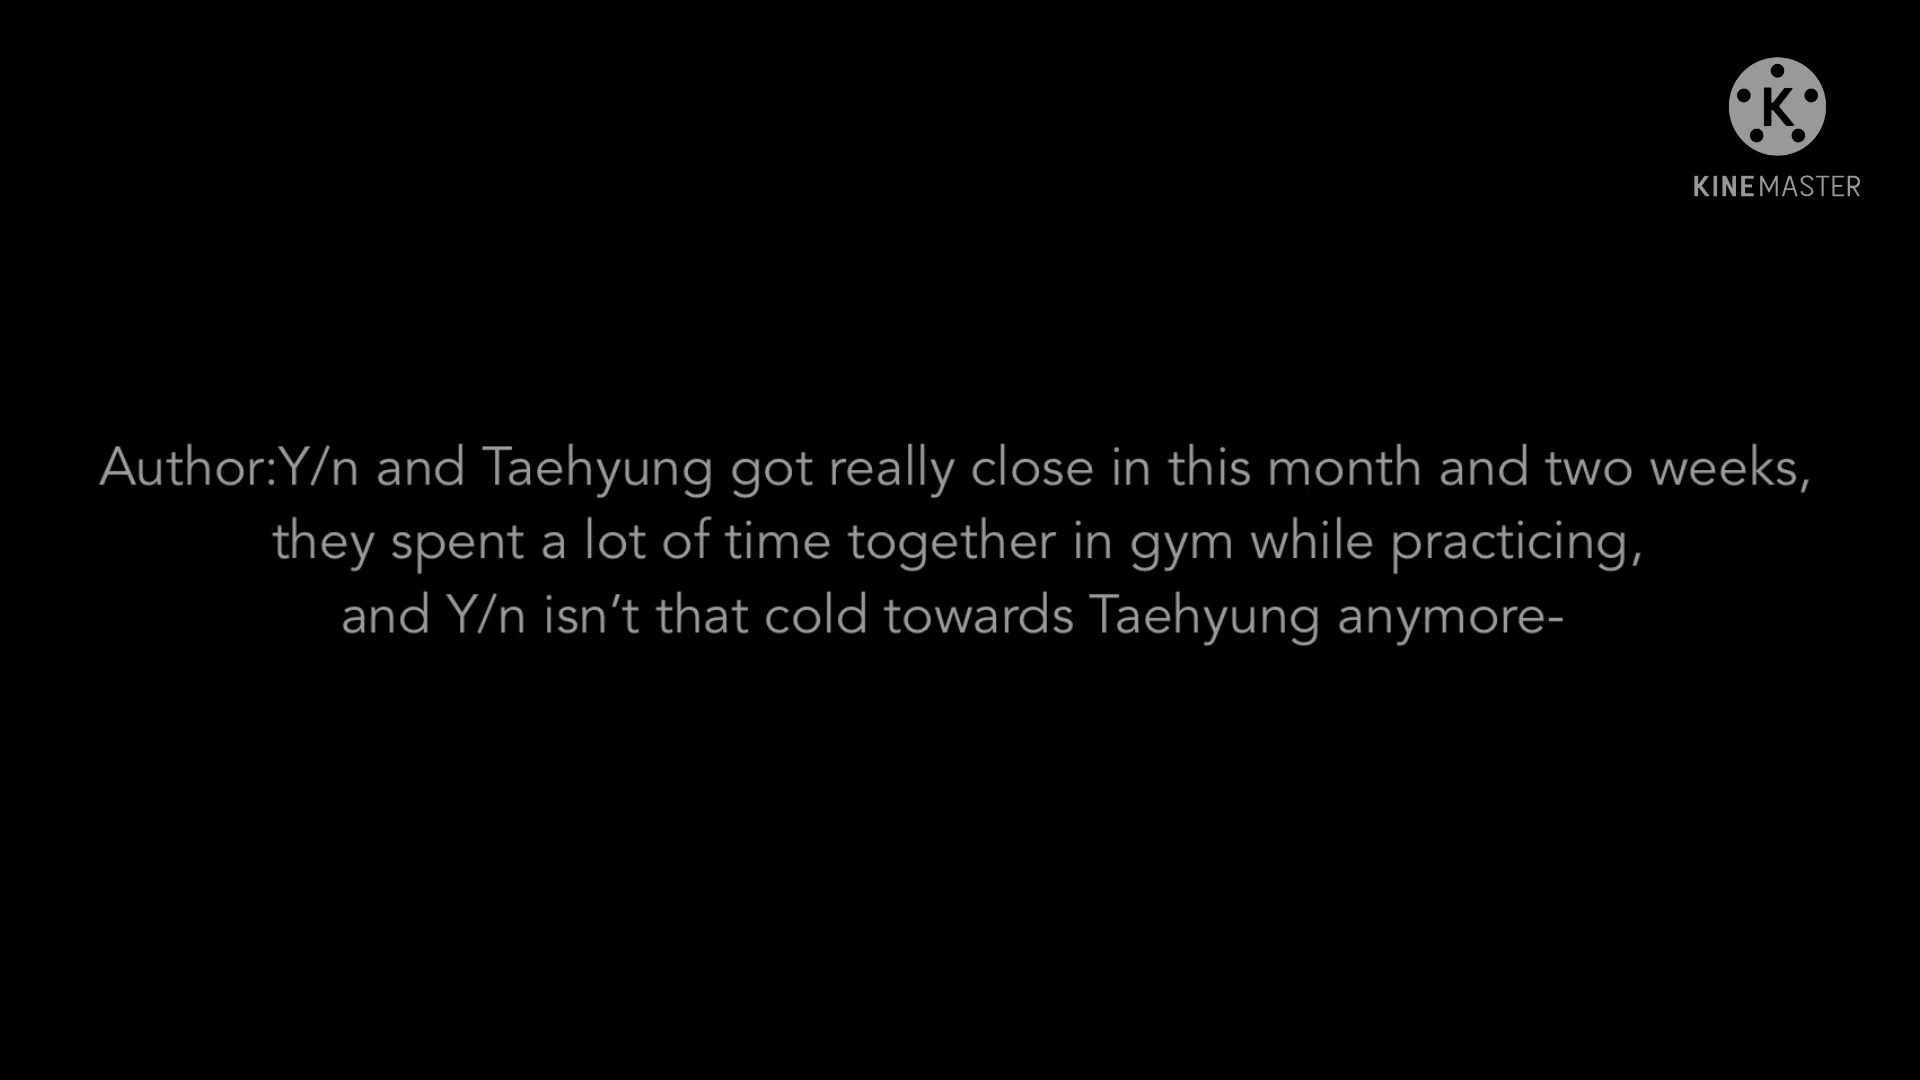 K
KINEMASTER
Author:Y/n and Taehyung got really close in this month and two weeks,
they spent a lot of time together in gym while practicing,
and Y/n isn’t that cold towards Taehyung anymore-